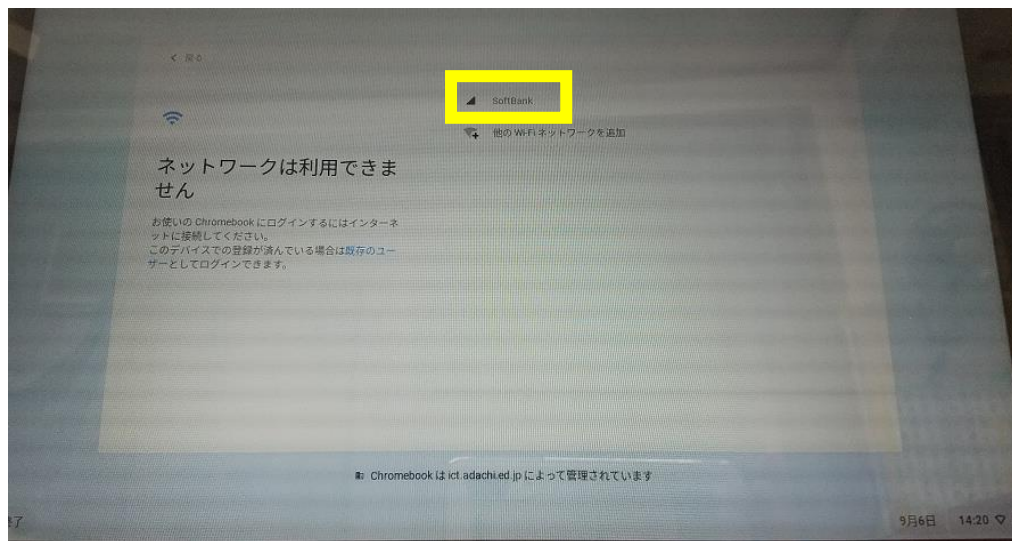 戻る
SoftBank
他の Wi-Fi ネットワークを追加
ネットワークは利用できま
せん
お使いの Chromebook にログインするにはインターネ
ットに接続してください。
このデバイスでの登録が済んでいる場合は既存のユー
ザーとしてログインできます。
Chromebook は ict.adachi.ed.jp によって管理されています
9月6日 14:20